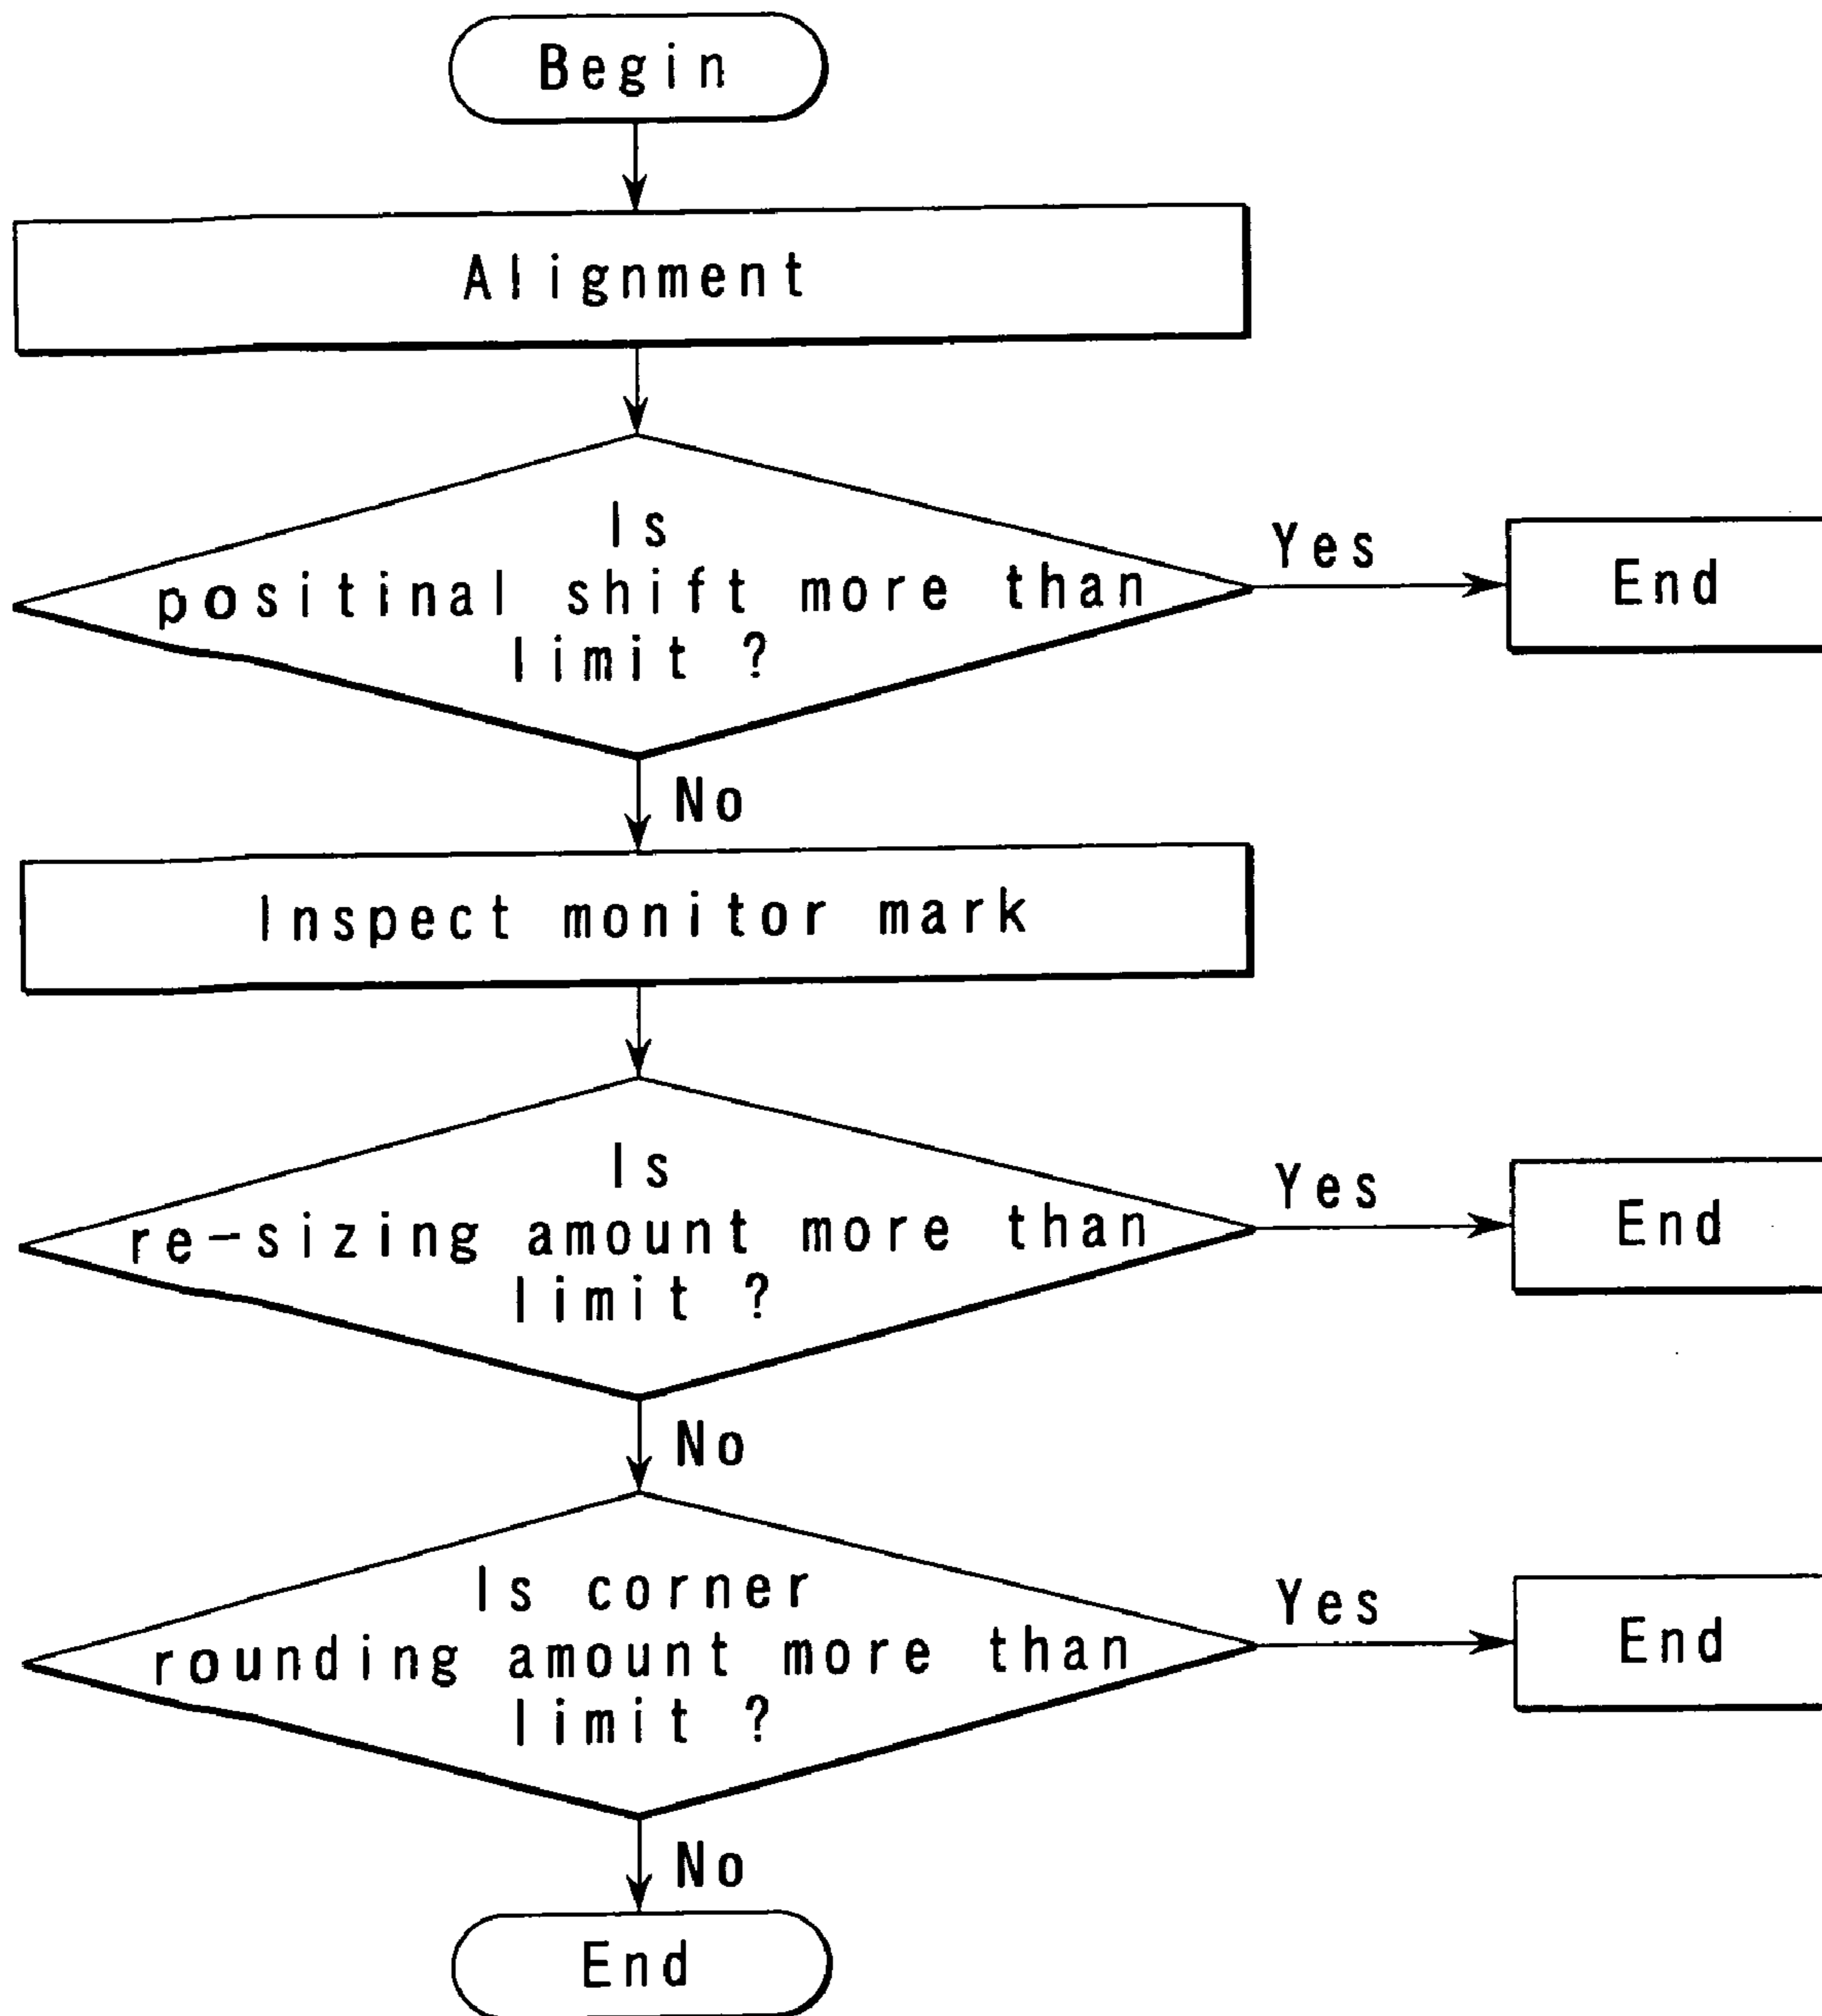 Begin
Alignment
Is
positinal shift more than
limit ?
Yes
End
No
Inspect monitor mark
Is
re-sizing amount more than
limit ?
Yes
End
No
Is corner
rounding amount more than
limit ?
Yes
End
No
End